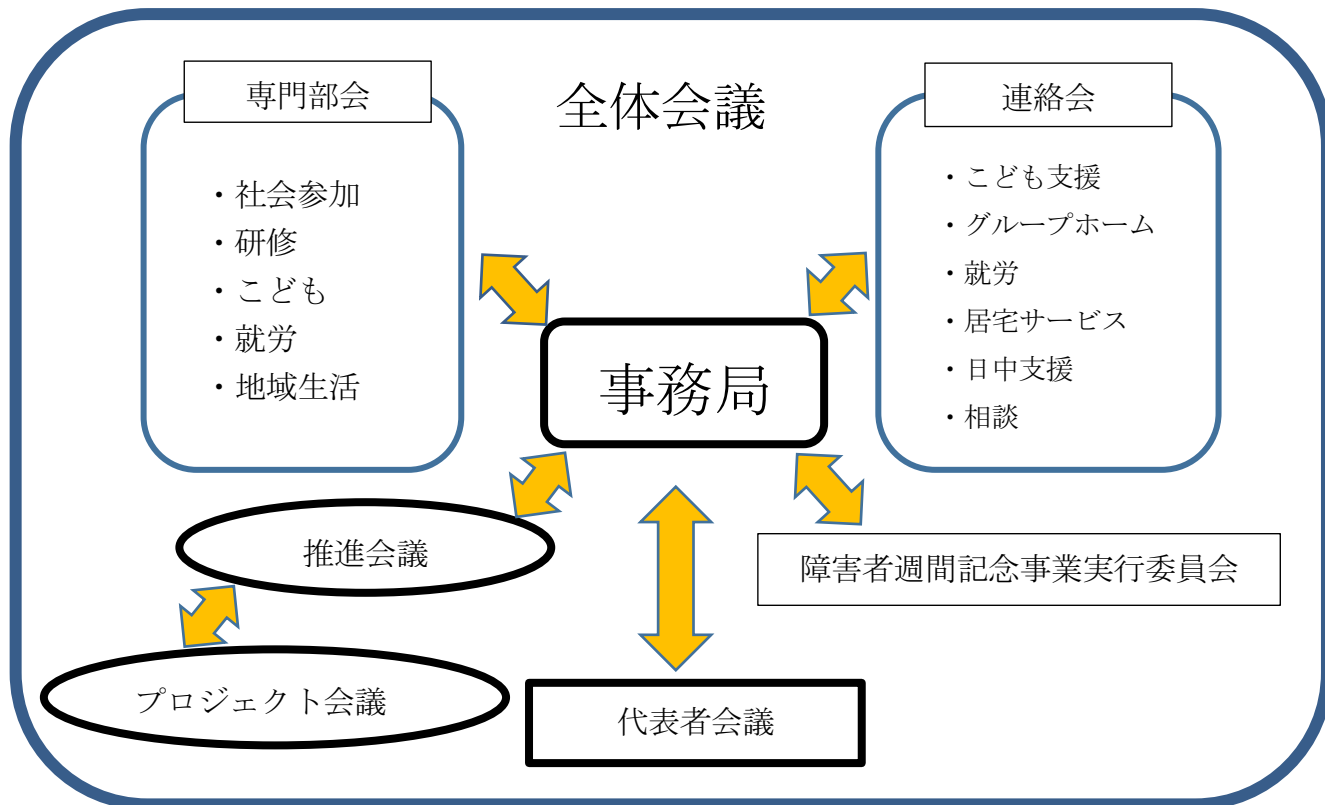 全体会議
専門部会
・社会参加
・研修
・こども
・就労
・地域生活
連絡会
・こども支援
・グループホーム
・就労
・居宅サービス
・日中支援
・相談
事務局
推進会議
障害者週間記念事業実行委員会
プロジェクト会議
代表者会議